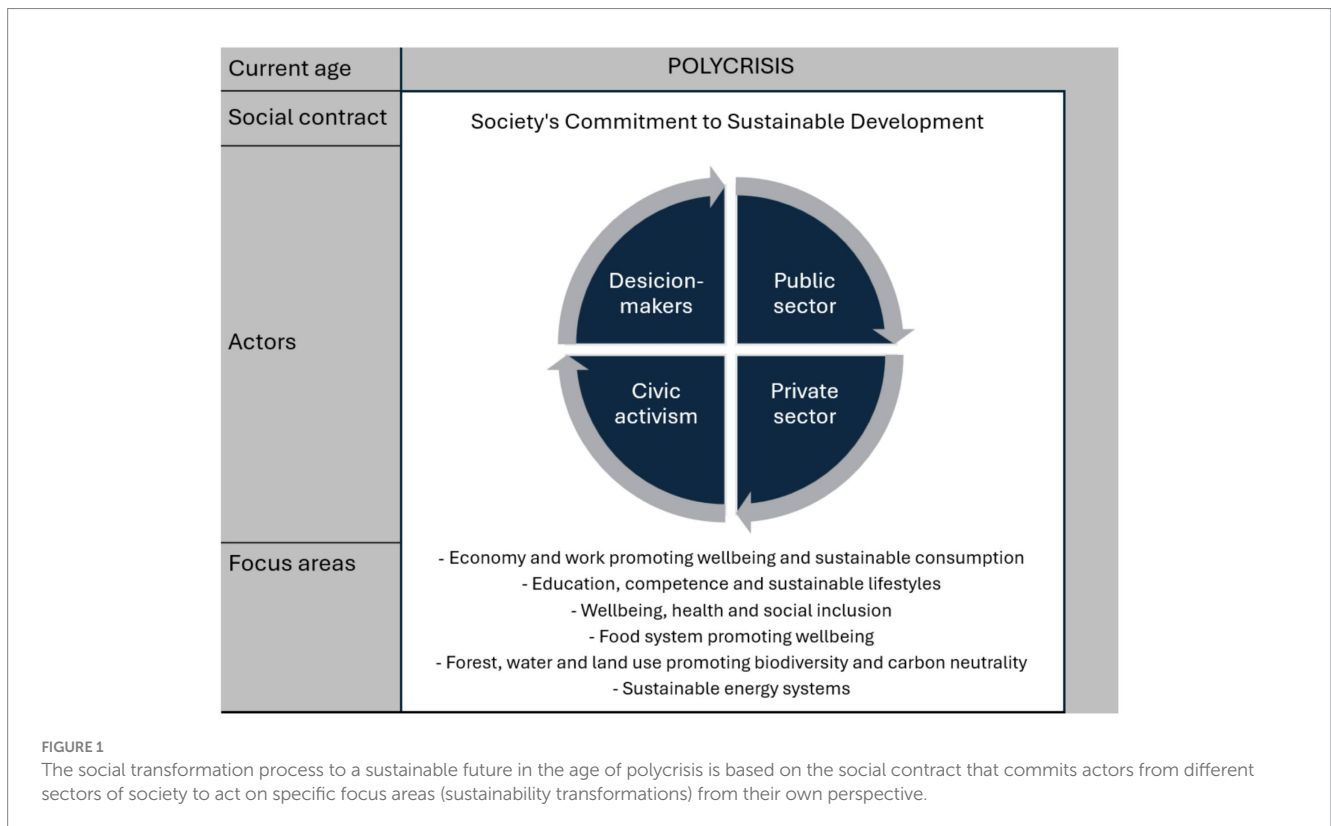 Current age
POLYCRISIS
Social contract
Society's Commitment to Sustainable Development
Actors
Desicion-
makers
Public
sector
Civic
activism
Private
sector
Focus areas
- Economy and work promoting wellbeing and sustainable consumption
- Education, competence and sustainable lifestyles
- Wellbeing, health and social inclusion
- Food system promoting wellbeing
- Forest, water and land use promoting biodiversity and carbon neutrality
- Sustainable energy systems
FIGURE 1
The social transformation process to a sustainable future in the age of polycrisis is based on the social contract that commits actors from different
sectors of society to act on specific focus areas (sustainability transformations) from their own perspective.